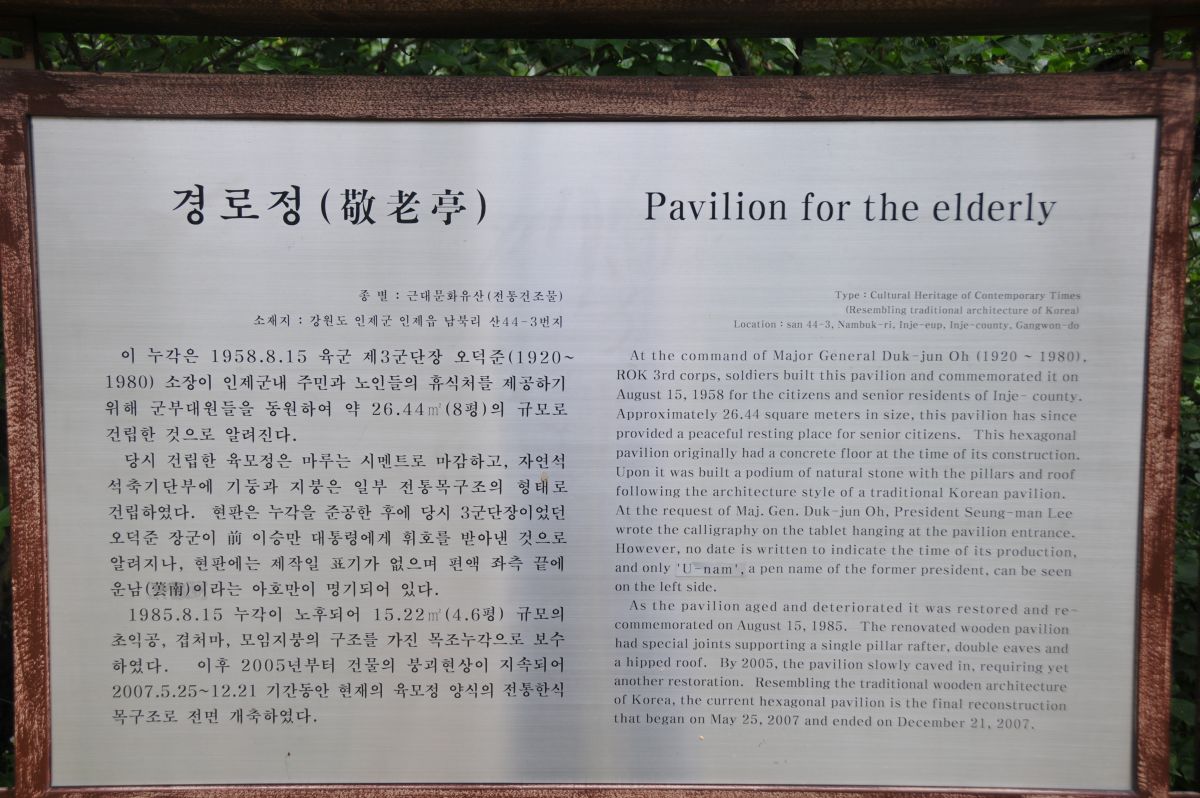 경로정(敬老亭)
종 별 : 근대문화유산(전통건조물)
소재지 : 강원도 인제군 인제읍 남북리 산44-3번지
이 누각은 1958.8.15 육군 제3군단장 오덕준(1920~
1980) 소장이 인제군내 주민과 노인들의 휴식처를 제공하기
위해 군부대원들을 동원하여 약 26.44㎡(8평)의 규모로
건립한 것으로 알려진다.
당시 건립한 육모정은 마루는 시멘트로 마감하고, 자연석
석축기단부에 기둥과 지붕은 일부 전통목구조의 형태로
건립하였다. 현판은 누각을 준공한 후에 당시 3군단장이었던
오덕준 장군이 前 이승만 대통령에게 휘호를 받아낸 것으로
알려지나, 현판에는 제작일 표기가 없으며 편액 좌측 끝에
운남(雲南)이라는 아호만이 명기되어 있다.
1985.8.15 누각이 노후되어 15.22㎡(4.6평) 규모의
초익공, 겹처마, 모임지붕의 구조를 가진 목조누각으로 보수
하였다. 이후 2005년부터 건물의 붕괴현상이 지속되어
2007.5.25~12.21 기간동안 현재의 육모정 양식의 전통한식
목구조로 전면 개축하였다.
Pavilion for the elderly
Type : Cultural Heritage of Contemporary Times
(Resembling traditional architecture of Korea)
Location : san 44-3, Nambuk-ri, Inje-eup, Inje-county, Gangwon-do
At the command of Major General Duk-jun Oh (1920 ~ 1980),
ROK 3rd corps, soldiers built this pavilion and commemorated it on
August 15, 1958 for the citizens and senior residents of Inje- county.
Approximately 26.44 square meters in size, this pavilion has since
provided a peaceful resting place for senior citizens. This hexagonal
pavilion originally had a concrete floor at the time of its construction.
Upon it was built a podium of natural stone with the pillars and roof
following the architecture style of a traditional Korean pavilion.
At the request of Maj. Gen. Duk-jun Oh, President Seung-man Lee
wrote the calligraphy on the tablet hanging at the pavilion entrance.
However, no date is written to indicate the time of its production,
and only 'U-nam', a pen name of the former president, can be seen
on the left side.
As the pavilion aged and deteriorated it was restored and re-
commemorated on August 15, 1985. The renovated wooden pavilion
had special joints supporting a single pillar rafter, double eaves and
a hipped roof. By 2005, the pavilion slowly caved in, requiring yet
another restoration. Resembling the traditional wooden architecture
of Korea, the current hexagonal pavilion is the final reconstruction
that began on May 25, 2007 and ended on December 21, 2007.